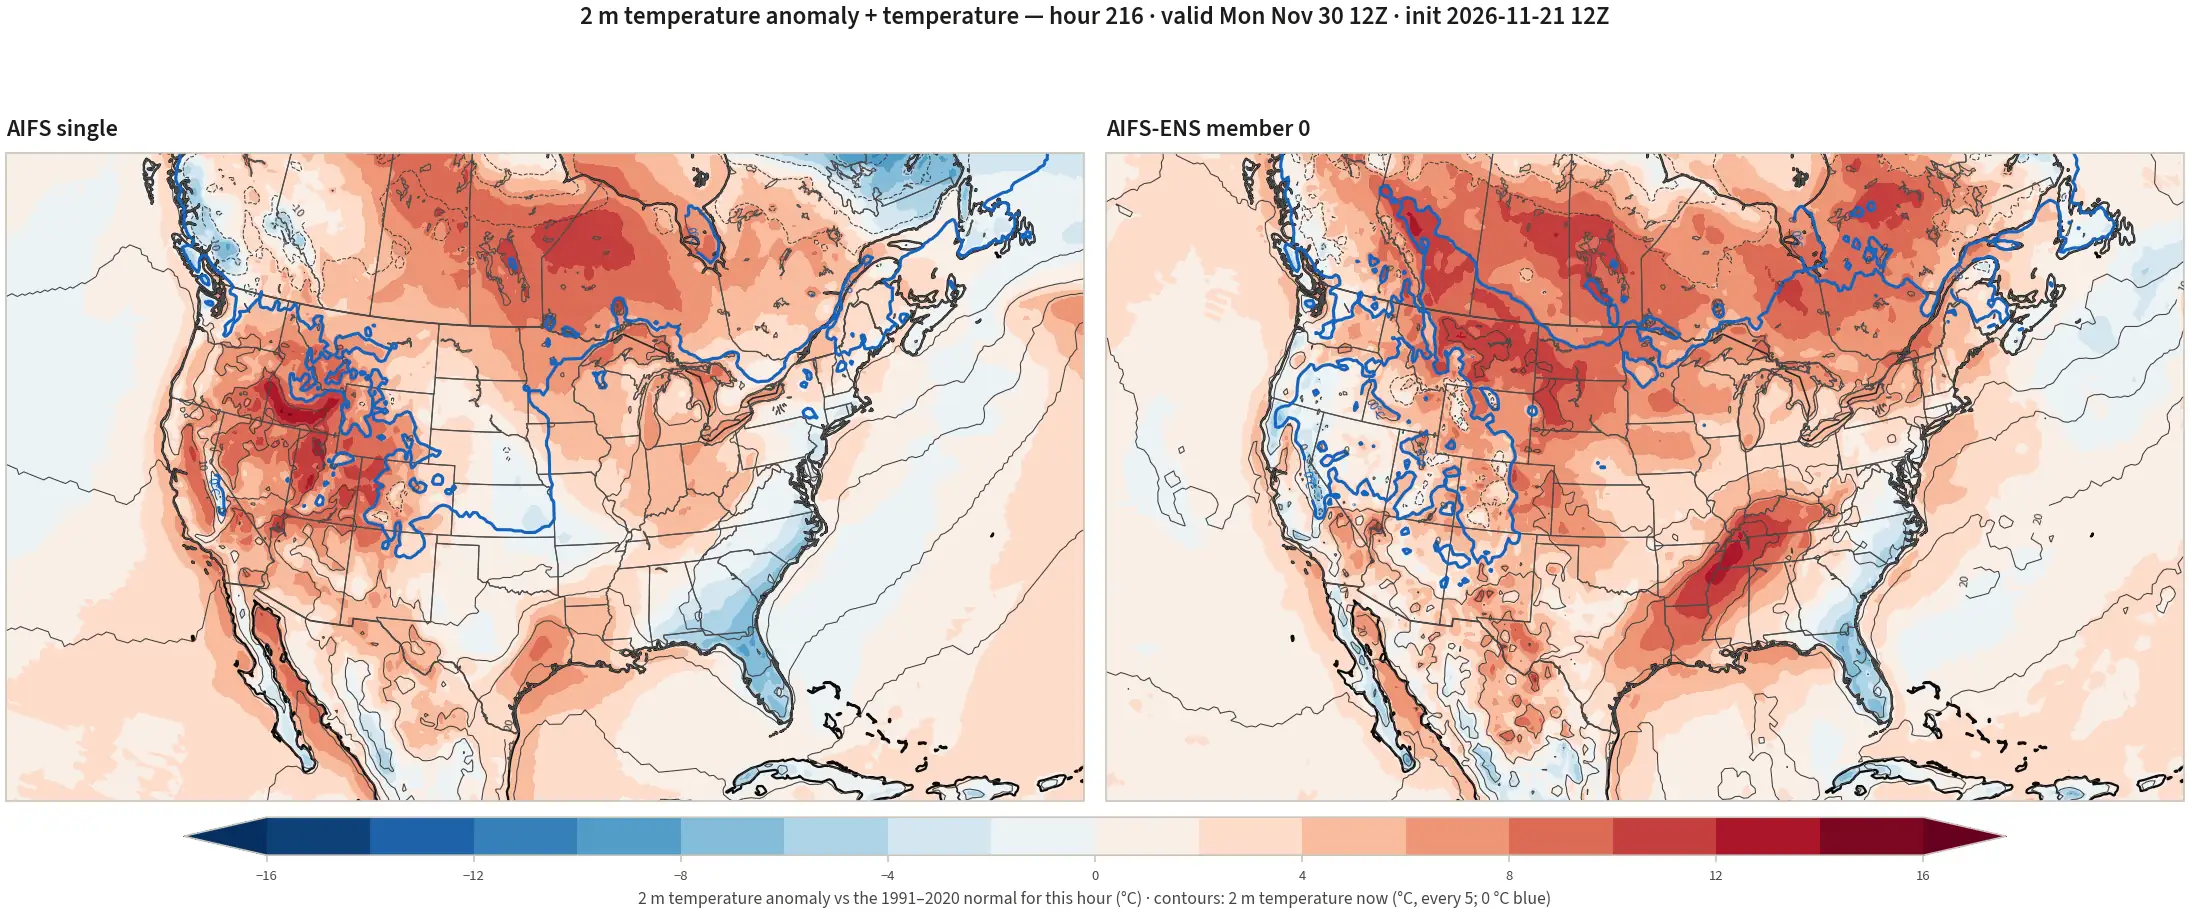 2 m temperature anomaly + temperature — hour 216 · valid Mon Nov 30 12Z · init 2026-11-21 12Z
AIFS single
AIFS-ENS member 0
−16 −12 −8 −4 0 4 8 12 16
2 m temperature anomaly vs the 1991–2020 normal for this hour (°C) · contours: 2 m temperature now (°C, every 5; 0 °C blue)